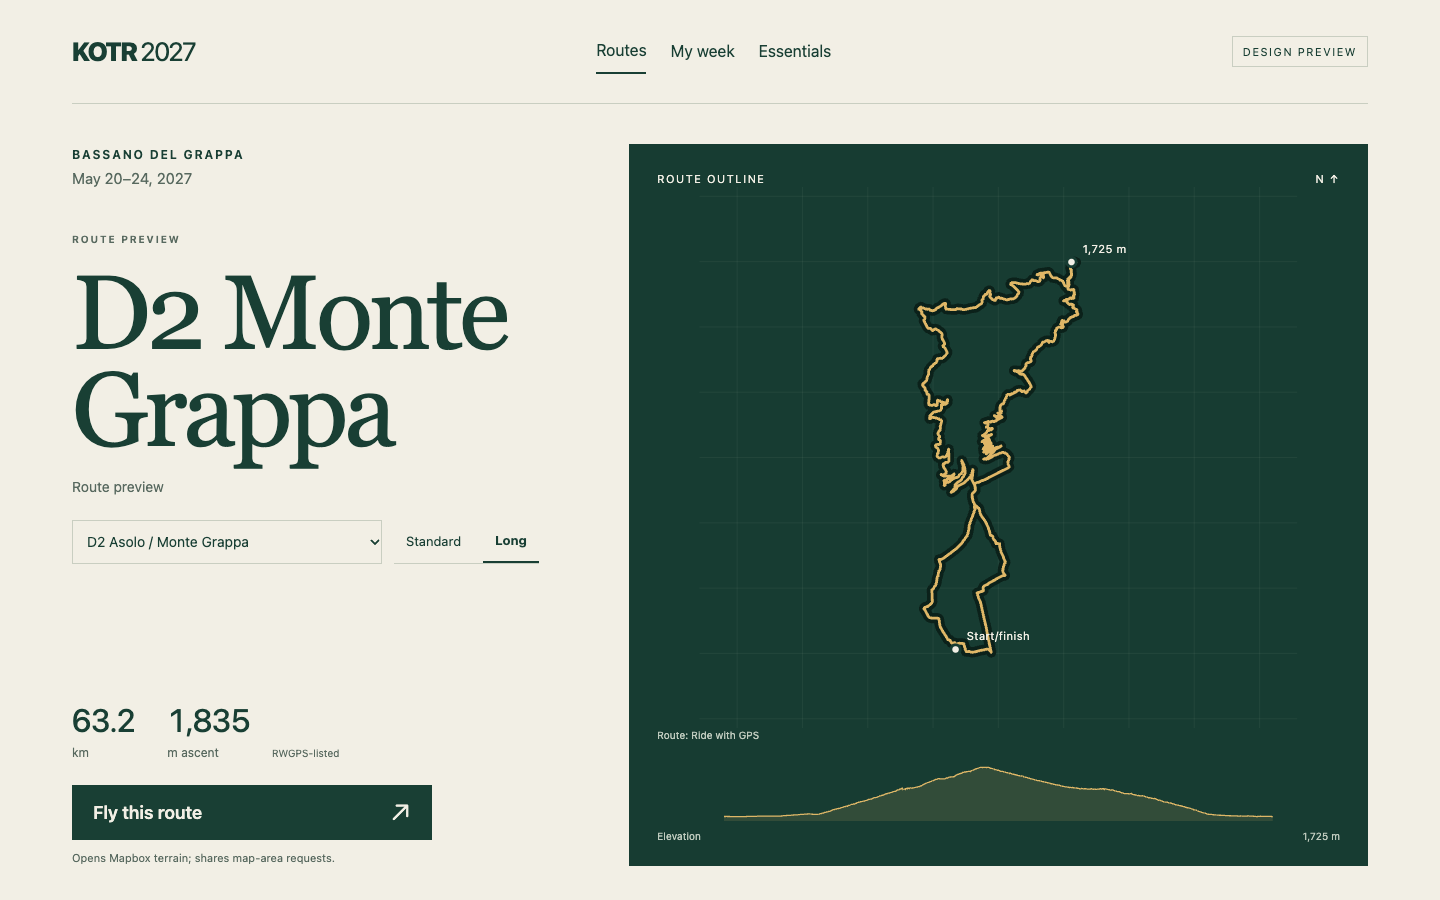 KOTR 2027
Routes
My week
Essentials
DESIGN PREVIEW
BASSANO DEL GRAPPA
May 20–24, 2027
ROUTE PREVIEW
D2 Monte
Grappa
Route preview
D2 Asolo / Monte Grappa
Standard
Long
63.2
km
1,835
m ascent
RWGPS-listed
Fly this route
Opens Mapbox terrain; shares map-area requests.
ROUTE OUTLINE
N ↑
1,725 m
Start/finish
Route: Ride with GPS
Elevation
1,725 m